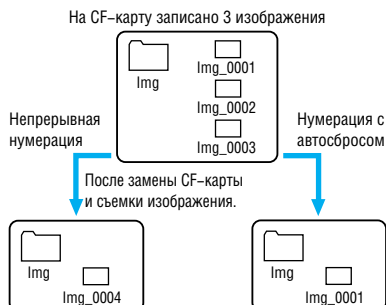 На CF–карту записано 3 изображения
Img
Img_0001
Img_0002
Img_0003
Непрерывная
нумерация
Нумерация с
автосбросом
После замены CF–карты
и съемки изображения.
Img
Img_0004
Img
Img_0001